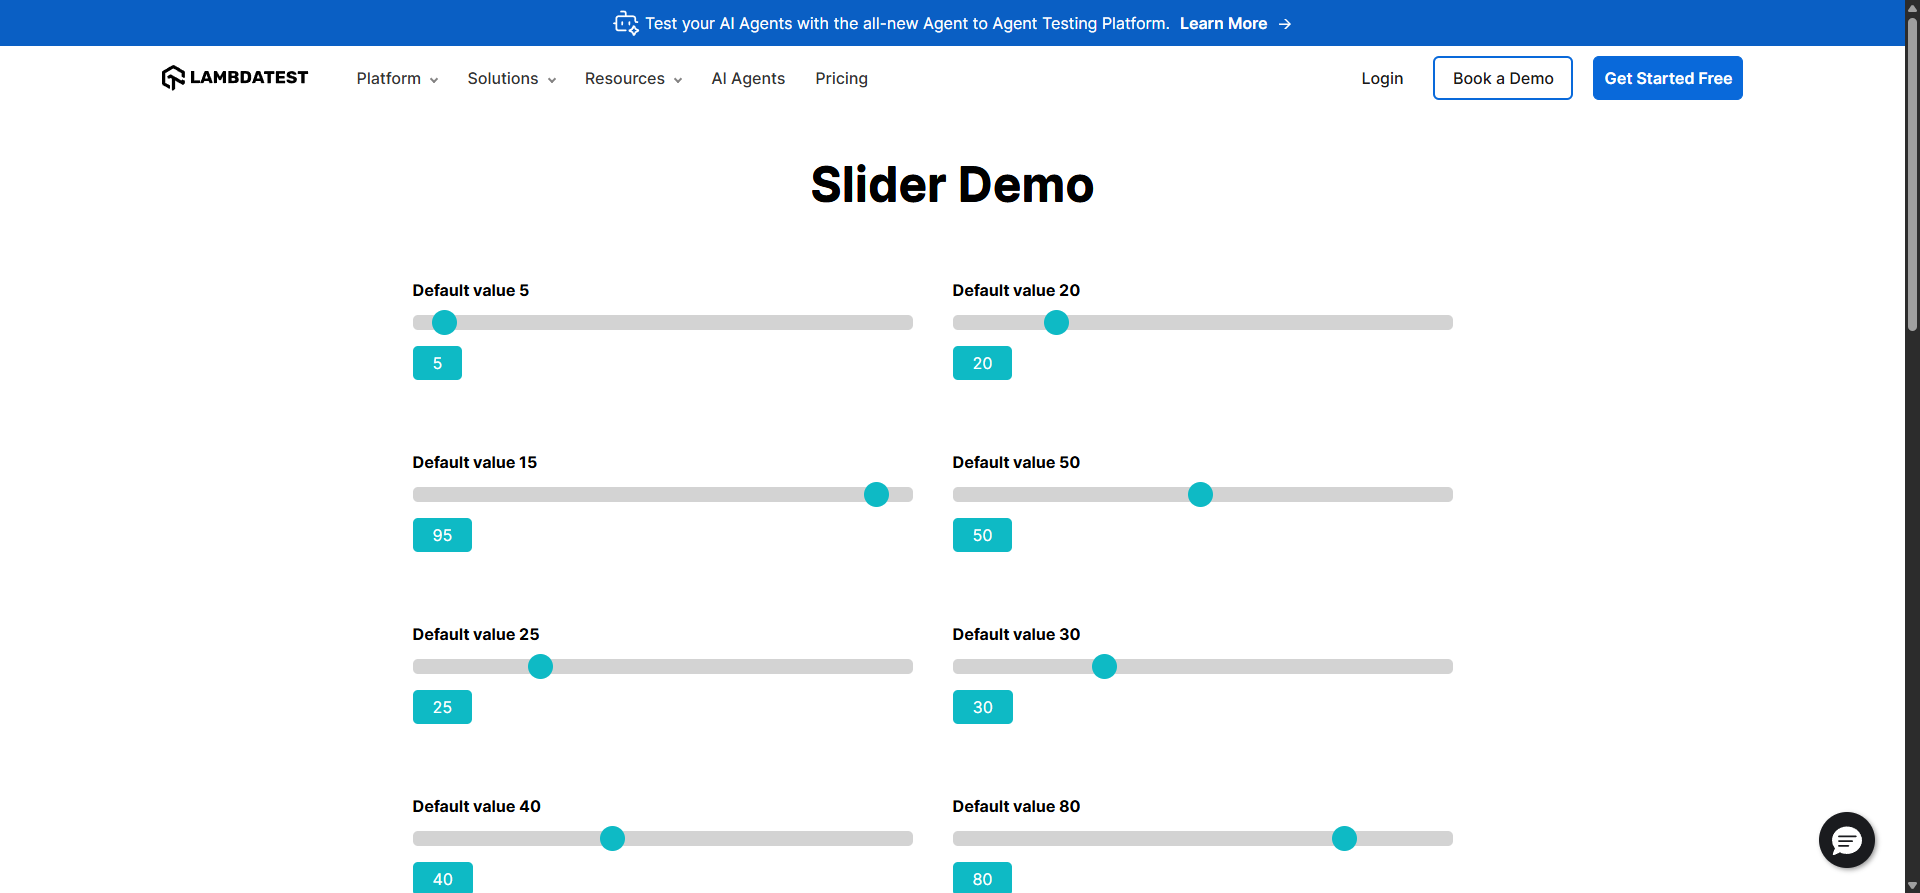 Test your AI Agents with the all-new Agent to Agent Testing Platform. Learn More →
LAMBDATEST Platform Solutions Resources AI Agents Pricing Login Book a Demo Get Started Free
Slider Demo
Default value 5
5
Default value 20
20
Default value 15
95
Default value 50
50
Default value 25
25
Default value 30
30
Default value 40
40
Default value 80
80